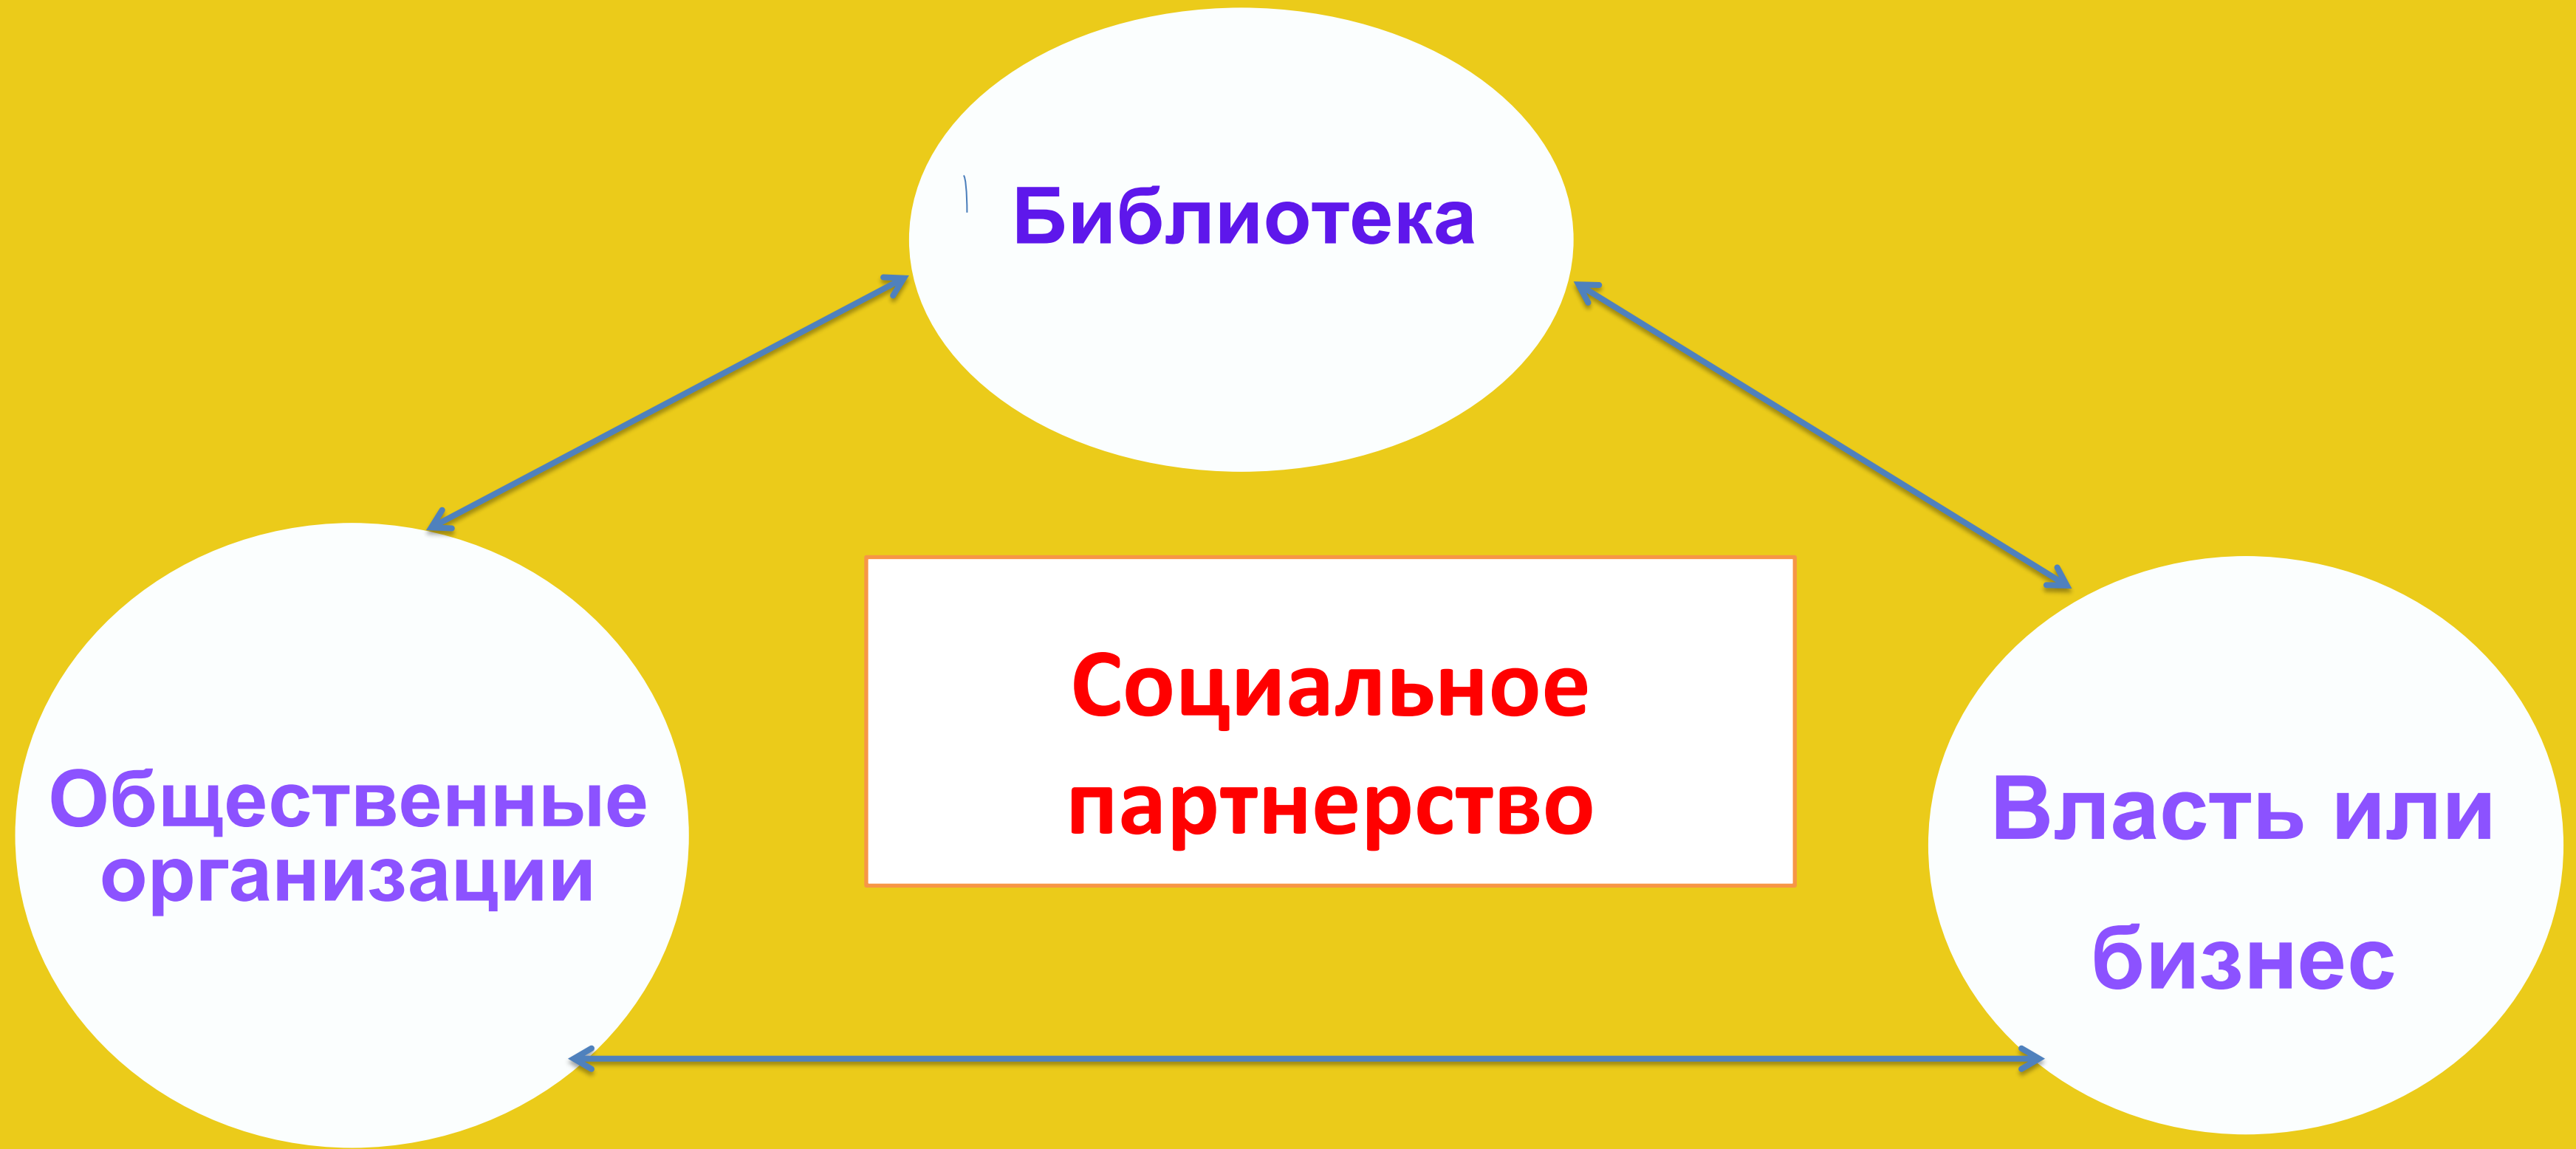 Библиотека
Социальное
партнерство
Общественные
организации
Власть или
бизнес